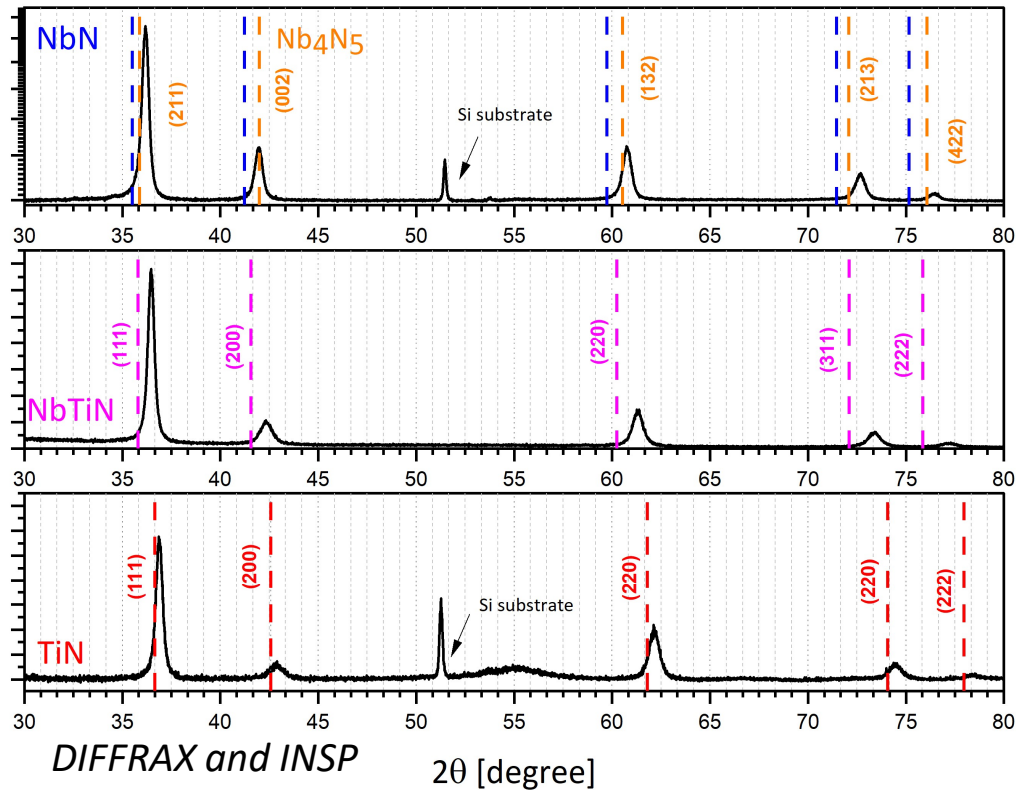 NbN
Nb4N5
(211)
(002)
Si substrate
(132)
(213)
(422)
30 35 40 45 50 55 60 65 70 75 80
(111)
(200)
(220)
(311)
(222)
NbTiN
30 35 40 45 50 55 60 65 70 75 80
(111)
(200)
Si substrate
(220)
(220)
(222)
TiN
30 35 40 45 50 55 60 65 70 75 80
DIFFRAX and INSP
2θ [degree]